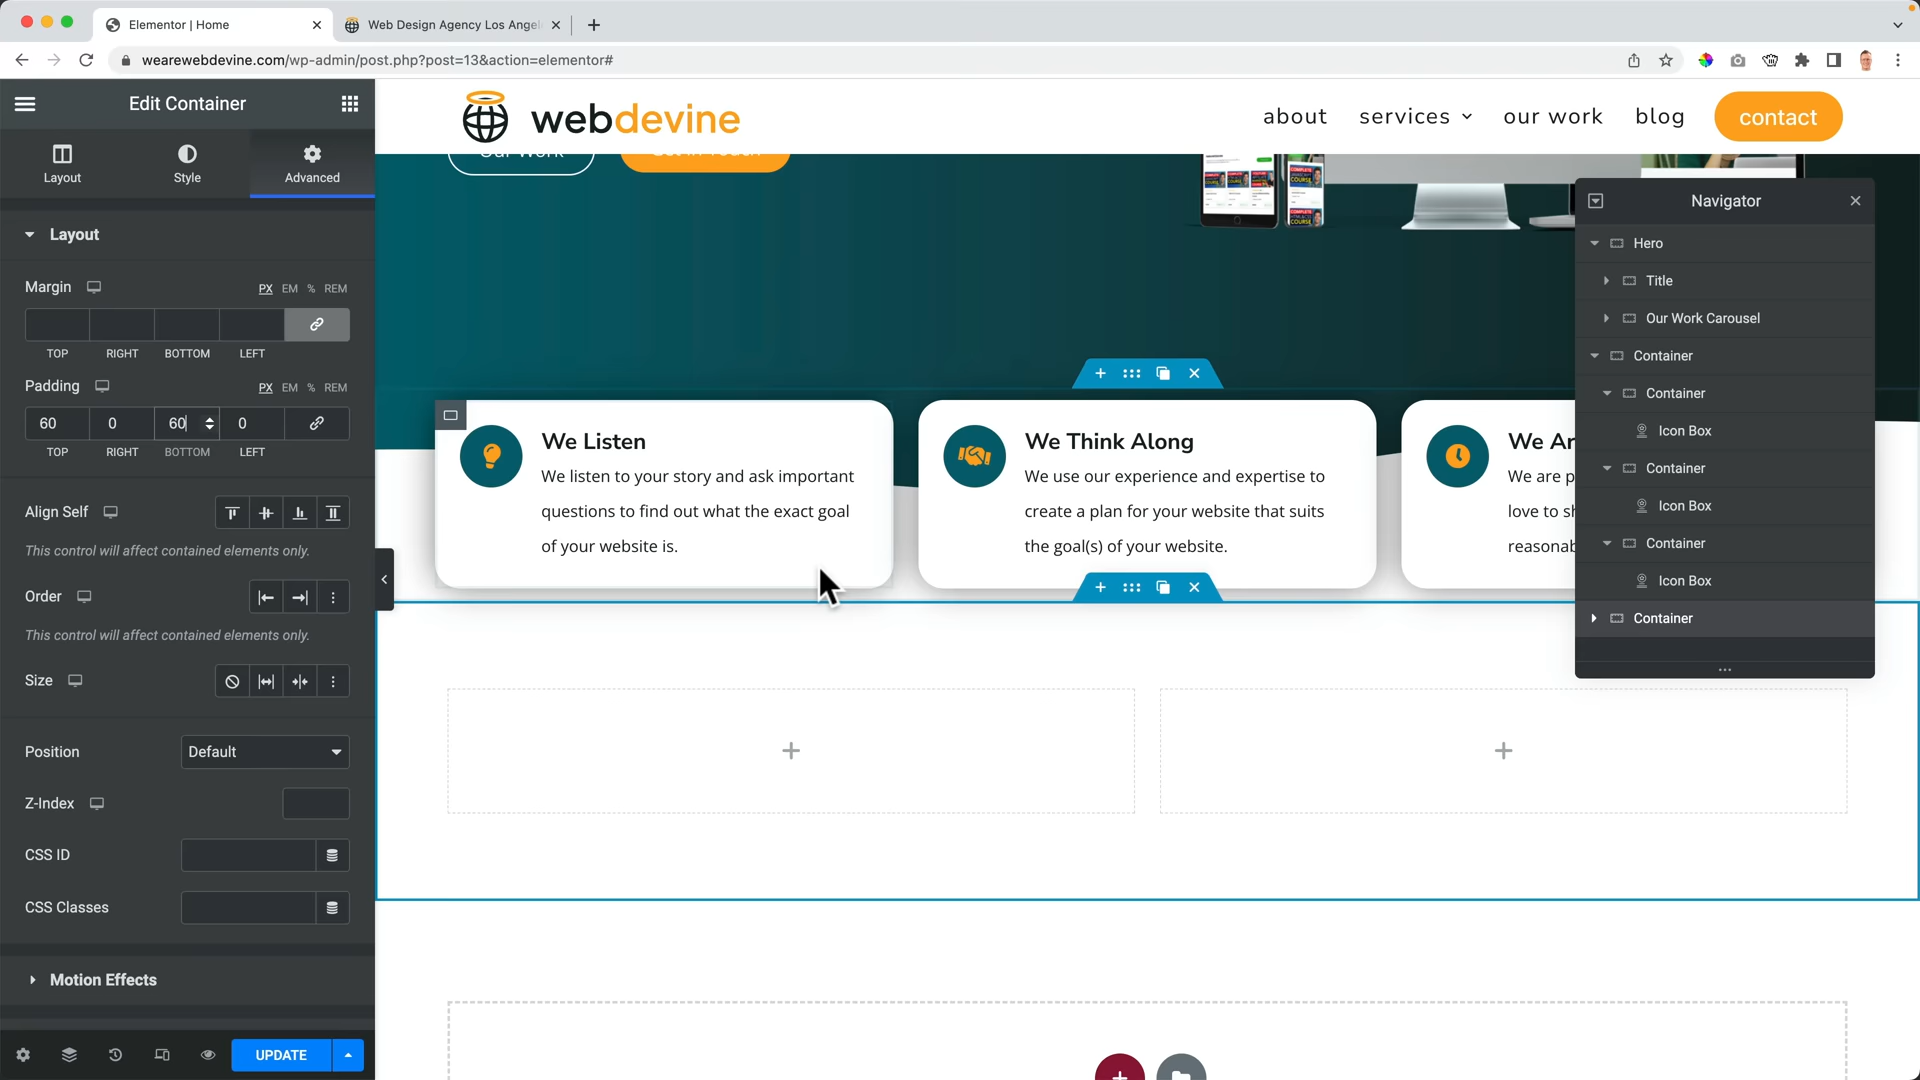 Elementor | Home
Web Design Agency Los Angel
wearewebdevine.com/wp-admin/post.php?post=13&action=elementor#
Edit Container
Layout
Style
Advanced
Layout
Margin
PX EM % REM
TOP RIGHT BOTTOM LEFT
Padding
PX EM % REM
60 0 60 0
TOP RIGHT BOTTOM LEFT
Align Self
This control will affect contained elements only.
Order
This control will affect contained elements only.
Size
Position
Default
Z-Index
CSS ID
CSS Classes
Motion Effects
UPDATE
webdevine
about
services
our work
blog
contact
Our Work
Get In Touch
We Listen
We listen to your story and ask important
questions to find out what the exact goal
of your website is.
We Think Along
We use our experience and expertise to
create a plan for your website that suits
the goal(s) of your website.
We Ar
We are p
love to sh
reasonab
Navigator
Hero
Title
Our Work Carousel
Container
Container
Icon Box
Container
Icon Box
Container
Icon Box
Container